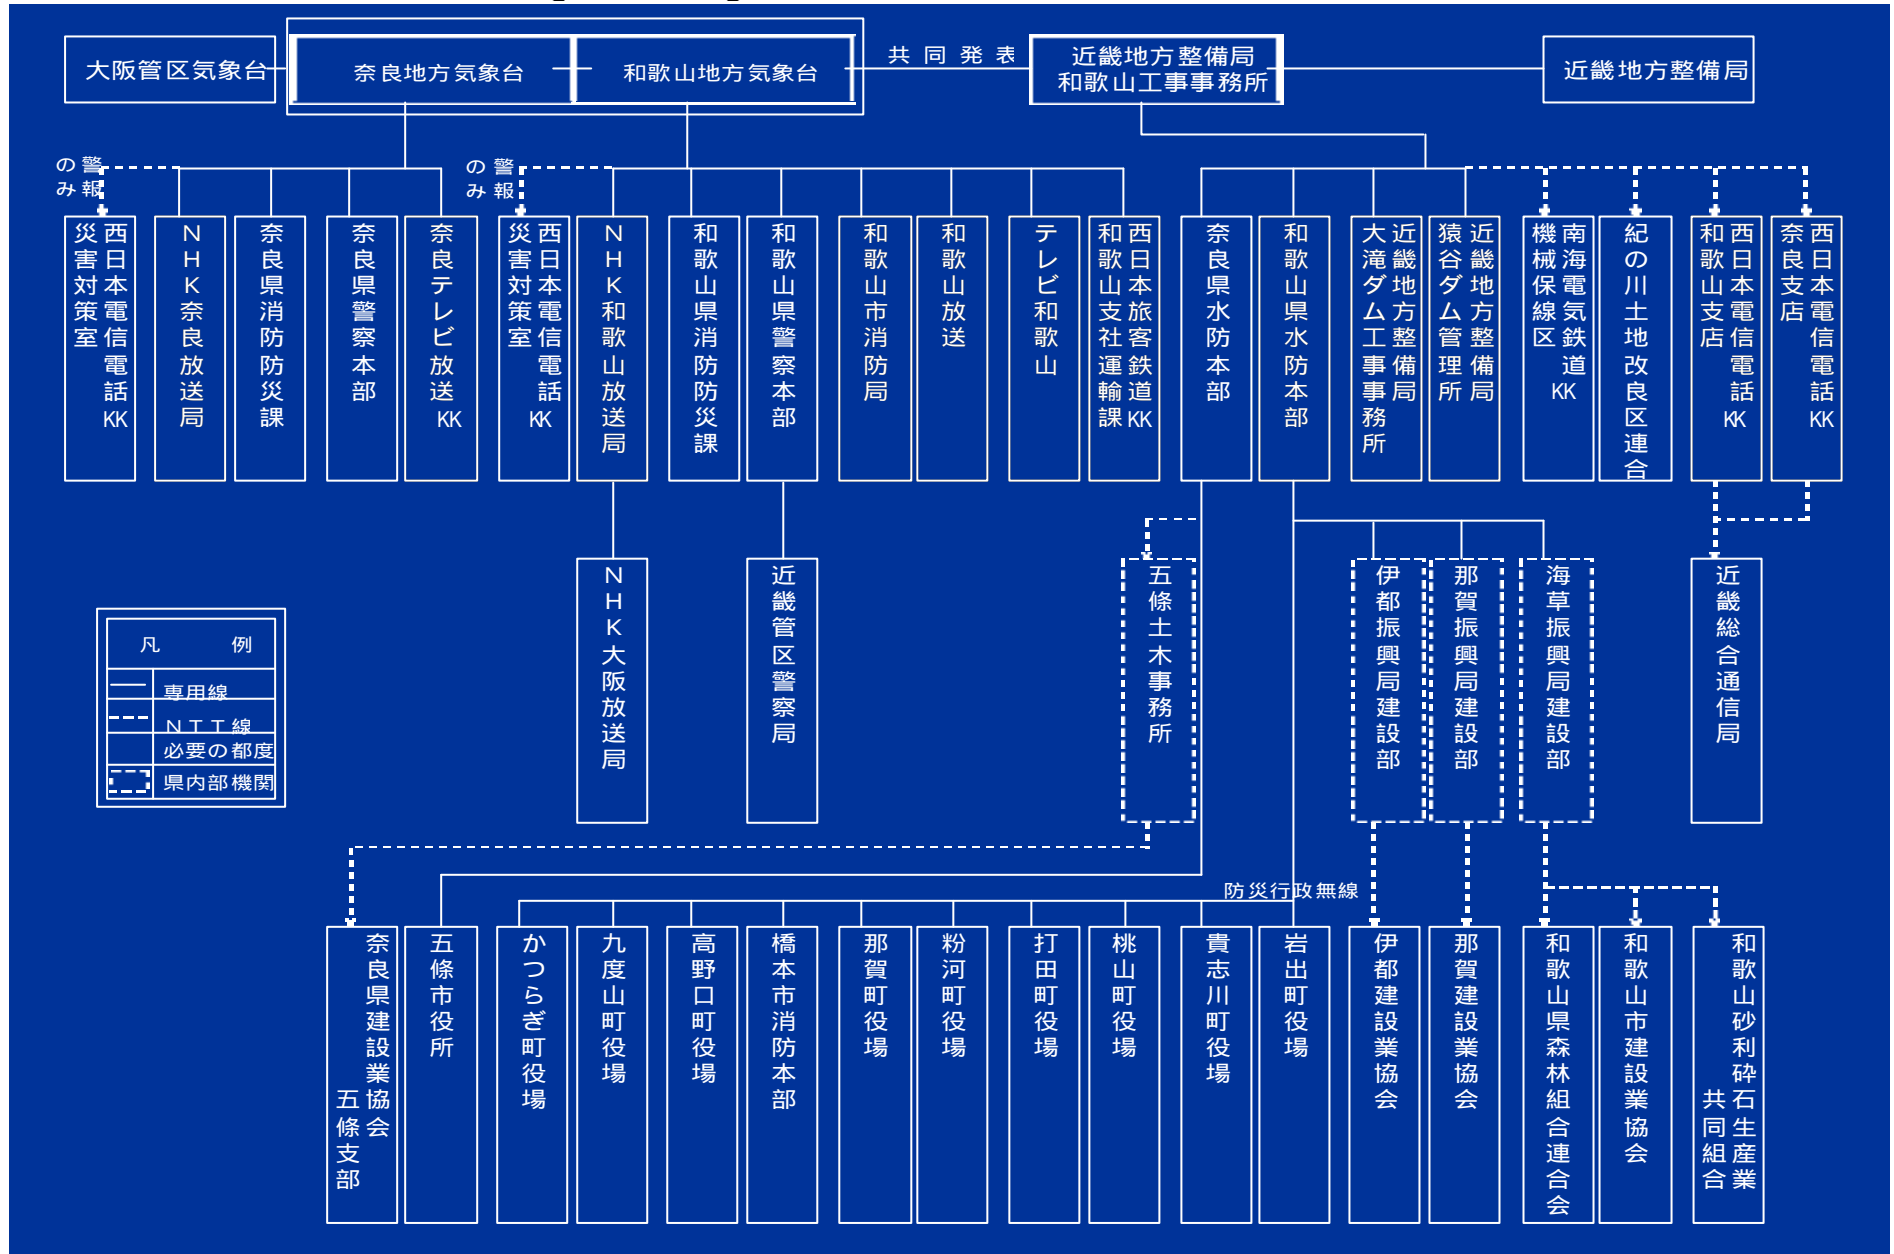 大阪管区気象台
奈良地方気象台
和歌山地方気象台
共同発表
近畿地方整備局
和歌山工事事務所
近畿地方整備局
警報
のみ
警報
のみ
西日本電信電話KK
災害対策室
NHK奈良放送局
奈良県消防防災課
奈良県警察本部
奈良テレビ放送KK
西日本電信電話KK
災害対策室
NHK和歌山放送局
和歌山県消防防災課
和歌山県警察本部
和歌山市消防局
和歌山放送
テレビ和歌山
西日本旅客鉄道KK
和歌山支社運輸課
奈良県水防本部
和歌山県水防本部
近畿地方整備局
大滝ダム工事事務所
近畿地方整備局
猿谷ダム管理所
南海電気鉄道KK
機械保線区
紀の川土地改良区連合
西日本電信電話KK
和歌山支店
西日本電信電話KK
奈良支店
NHK大阪放送局
近畿管区警察局
五條土木事務所
伊都振興局建設部
那賀振興局建設部
海草振興局建設部
近畿総合通信局
凡例
専用線
NTT線
必要の都度
県内部機関
防災行政無線
奈良県建設業協会
五條支部
五條市役所
かつらぎ町役場
九度山町役場
高野口町役場
橋本市消防本部
那賀町役場
粉河町役場
打田町役場
桃山町役場
貴志川町役場
岩出町役場
伊都建設業協会
那賀建設業協会
和歌山県森林組合連合会
和歌山市建設業協会
和歌山砂利砕石生産業
共同組合